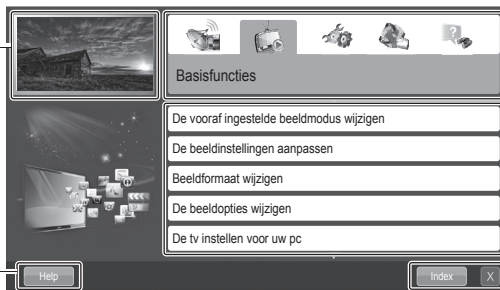 Basisfuncties
De vooraf ingestelde beeldmodus wijzigen
De beeldinstellingen aanpassen
Beeldformaat wijzigen
De beeldopties wijzigen
De tv instellen voor uw pc
Help
Index X